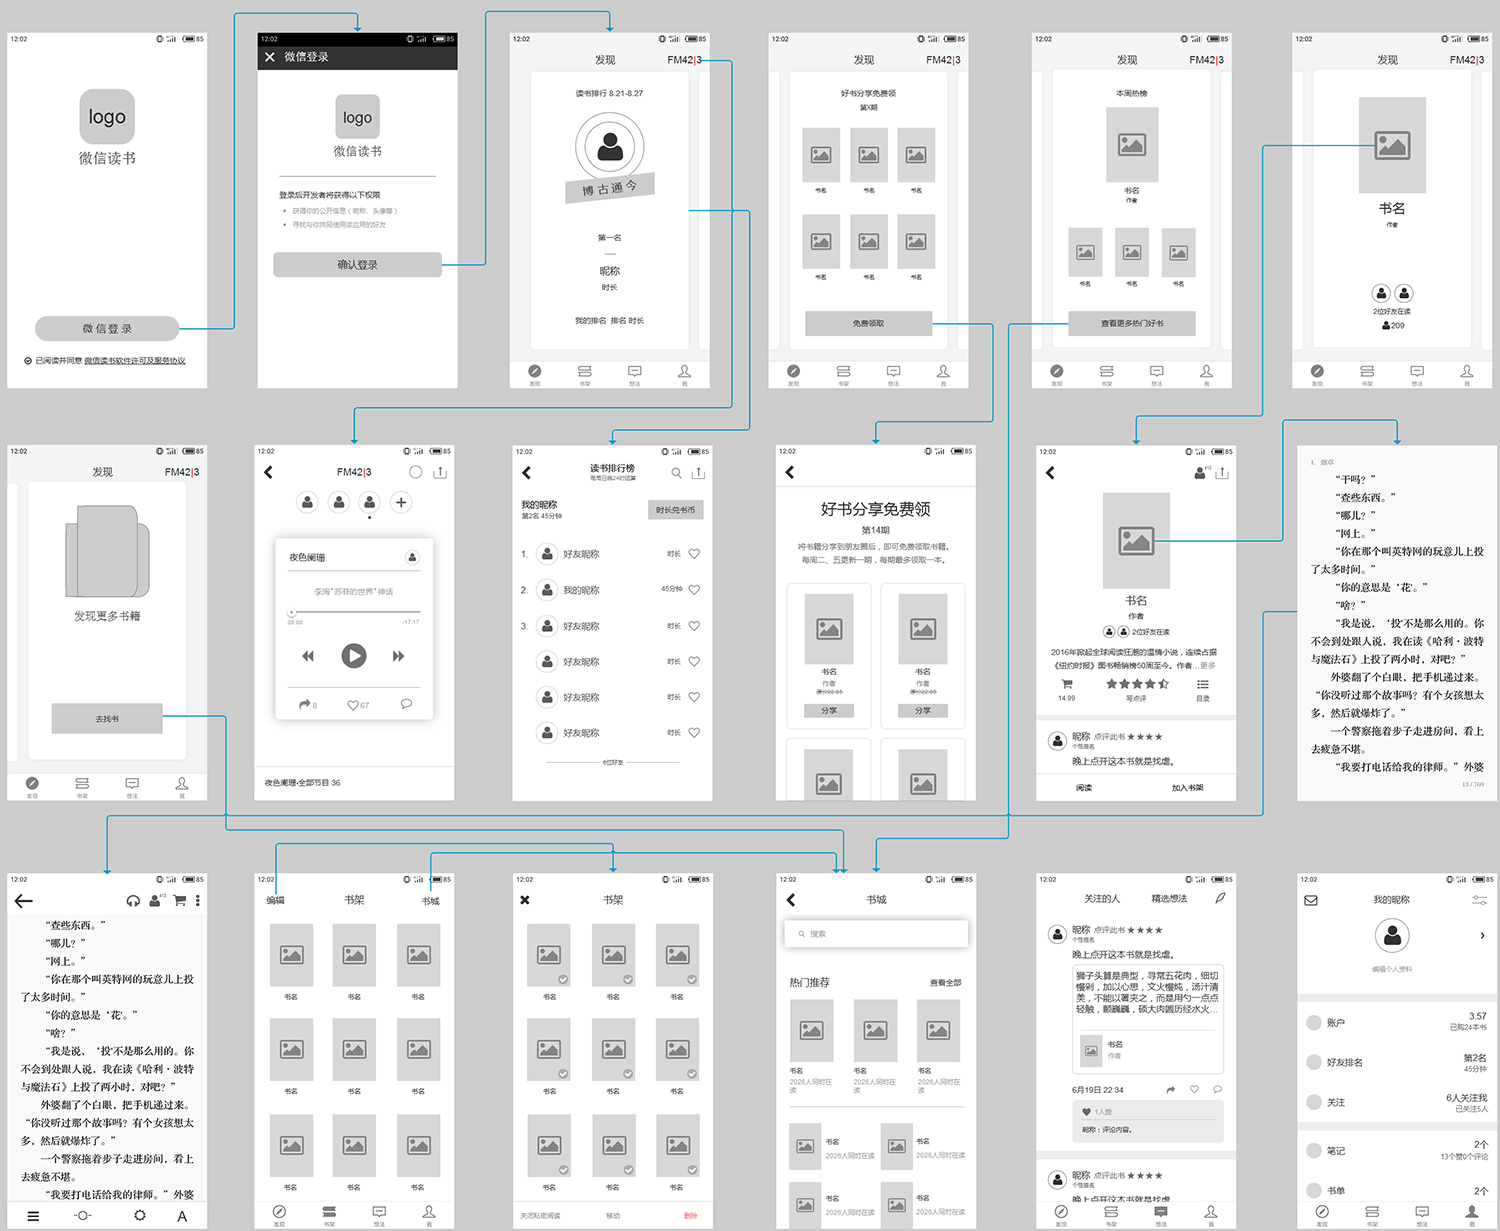 12:02
85
logo
微信读书
微 信 登 录
已阅读并同意 微信读书软件许可及服务协议
12:02
85
微信登录
logo
微信读书
登录后开发者将获得以下权限
获得你的公开信息（昵称、头像等）
寻找与你共同使用该应用的好友
确认登录
12:02
85
发现
FM42|3
读书排行 8.21-8.27
博古通今
第一名
昵称
时长
我的排名 排名 时长
发现
书架
想法
我
12:02
85
发现
FM42|3
好书分享免费领
第X期
书名
书名
书名
书名
书名
书名
免费领取
发现
书架
想法
我
12:02
85
发现
FM42|3
本周热榜
书名
作者
书名
书名
书名
查看更多热门好书
发现
书架
想法
我
12:02
85
发现
FM42|3
书名
作者
2位好友在读
209
发现
书架
想法
我
12:02
85
发现
FM42|3
发现更多书籍
去找书
发现
书架
想法
我
12:02
85
FM42|3
夜色阑珊
李闯“苏菲的世界”神话
00:00
-17:17
8
67
夜色阑珊·全部节目 36
12:02
85
读书排行榜
每周日晚24时结算
我的昵称
第2名 45分钟
时长兑书币
1.
好友昵称
时长
2.
我的昵称
45分钟
3.
好友昵称
时长
好友昵称
时长
好友昵称
时长
好友昵称
时长
6位好友
12:02
85
好书分享免费领
第14期
将书籍分享到朋友圈后，即可免费领取书籍。
每周二、五更新一期，每期最多领取一本。
书名
作者
原价22.65
分享
书名
作者
原价22.65
分享
12:02
85
413
书名
作者
2位好友在读
2016年掀起全球阅读狂潮的温情小说，连续占据
《纽约时报》图书畅销榜50周至今。作者...更多
14.99
写点评
目录
昵称 点评此书 ★★★★
个性签名
晚上点开这本书就是找虐。
阅读
加入书架
1. 烟草
“干吗？”
“查些东西。”
“哪儿？”
“网上。”
“你在那个叫英特网的玩意儿上投
了太多时间。”
“你的意思是‘花’。”
“啥？”
“我是说，‘投’不是那么用的。你
不会到处跟人说，我在读《哈利·波特
与魔法石》上投了两小时，对吧？”
外婆翻了个白眼，把手机递过来。
“你没听过那个故事吗？有个女孩想太
多，然后就爆炸了。”
一个警察拖着步子走进房间，看上
去疲惫不堪。
“我要打电话给我的律师。”外婆
13 / 769
12:02
85
413
“查些东西。”
“哪儿？”
“网上。”
“你在那个叫英特网的玩意儿上投
了太多时间。”
“你的意思是‘花’。”
“啥？”
“我是说，‘投’不是那么用的。你
不会到处跟人说，我在读《哈利·波特
与魔法石》上投了两小时，对吧？”
外婆翻了个白眼，把手机递过来。
“你没听过那个故事吗？有个女孩想太
多，然后就爆炸了。”
一个警察拖着步子走进房间，看上
去疲惫不堪。
“我要打电话给我的律师。”外婆
A
12:02
85
编辑
书架
书城
书名
书名
书名
书名
书名
书名
书名
书名
书名
发现
书架
想法
我
12:02
85
书架
书名
书名
书名
书名
书名
书名
书名
书名
书名
关闭私密阅读
移动
删除
12:02
85
书城
搜索
热门推荐
查看全部
书名
2026人同时在
读
书名
2026人同时在
读
书名
2026人同时在
读
书名
2026人同时在读
书名
2026人同时在读
书名
2026人同时在读
书名
2026人同时在读
12:02
85
关注的人
精选想法
昵称 点评此书 ★★★★
个性签名
晚上点开这本书就是找虐。
狮子头算是典型，寻常五花肉，细切
慢剁，加以心思，文火慢炖，汤汁清
美，不能以箸夹之，而是用勺一点点
轻触，颤巍巍，硕大肉圆历经水火...
书名
作者
6月19日 22:34
1人赞
昵称：评论内容。
昵称 点评此书 ★★★★
个性签名
晚上点开这本书就是找虐。
发现
书架
想法
我
12:02
85
我的昵称
编辑个人资料
账户
3.57
已购24本书
好友排名
第2名
45分钟
关注
6人关注我
已关注5人
笔记
2个
13个赞0个评论
书单
2个
发现
书架
想法
我